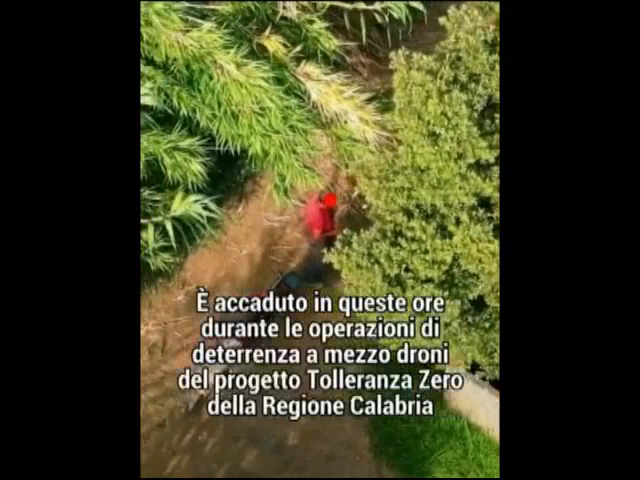 È accaduto in queste ore
durante le operazioni di
deterrenza a mezzo droni
del progetto Tolleranza Zero
della Regione Calabria